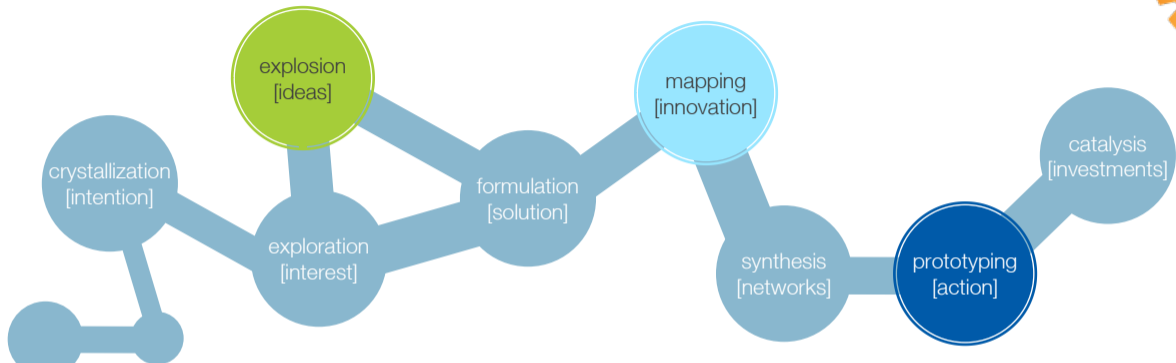 crystallization
[intention]
explosion
[ideas]
exploration
[interest]
formulation
[solution]
mapping
[innovation]
synthesis
[networks]
prototyping
[action]
catalysis
[investments]